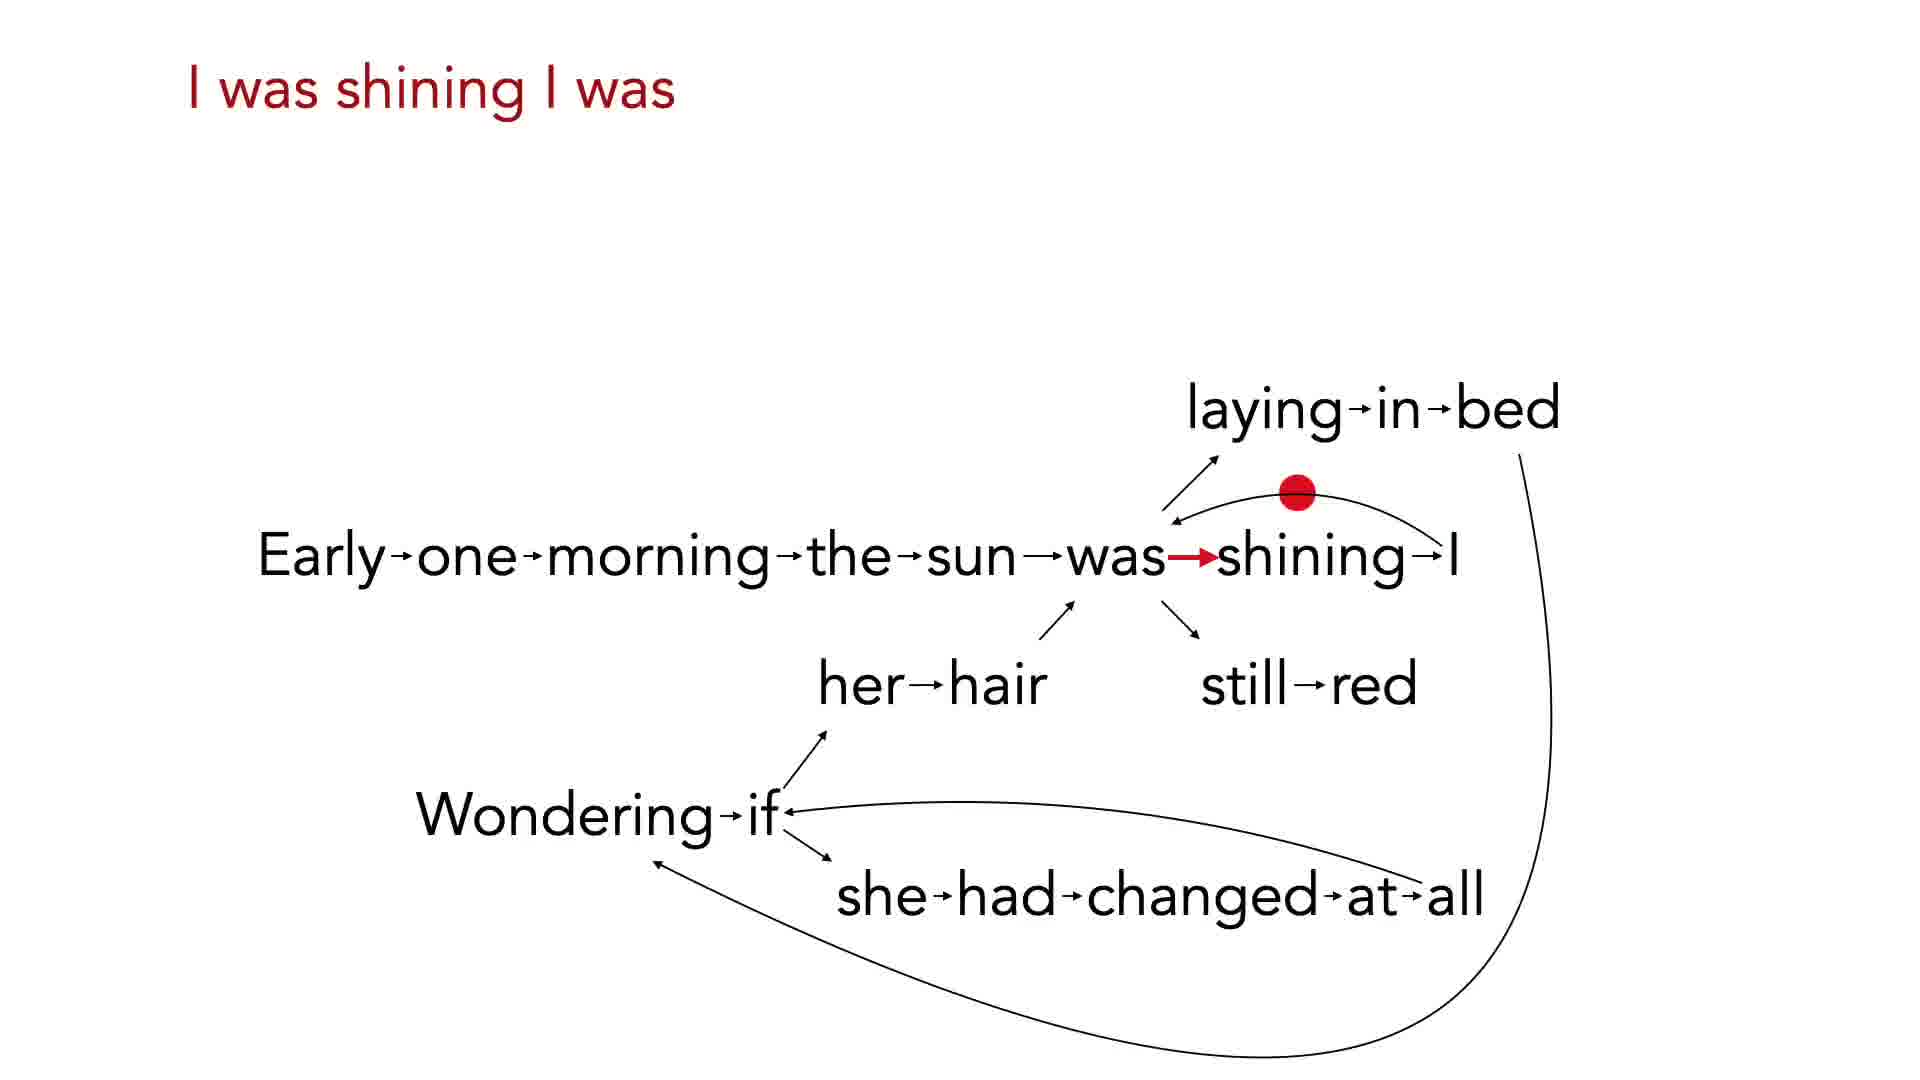 I was shining I was
laying in bed
Early one morning the sun was shining I
her hair still red
Wondering if
she had changed at all